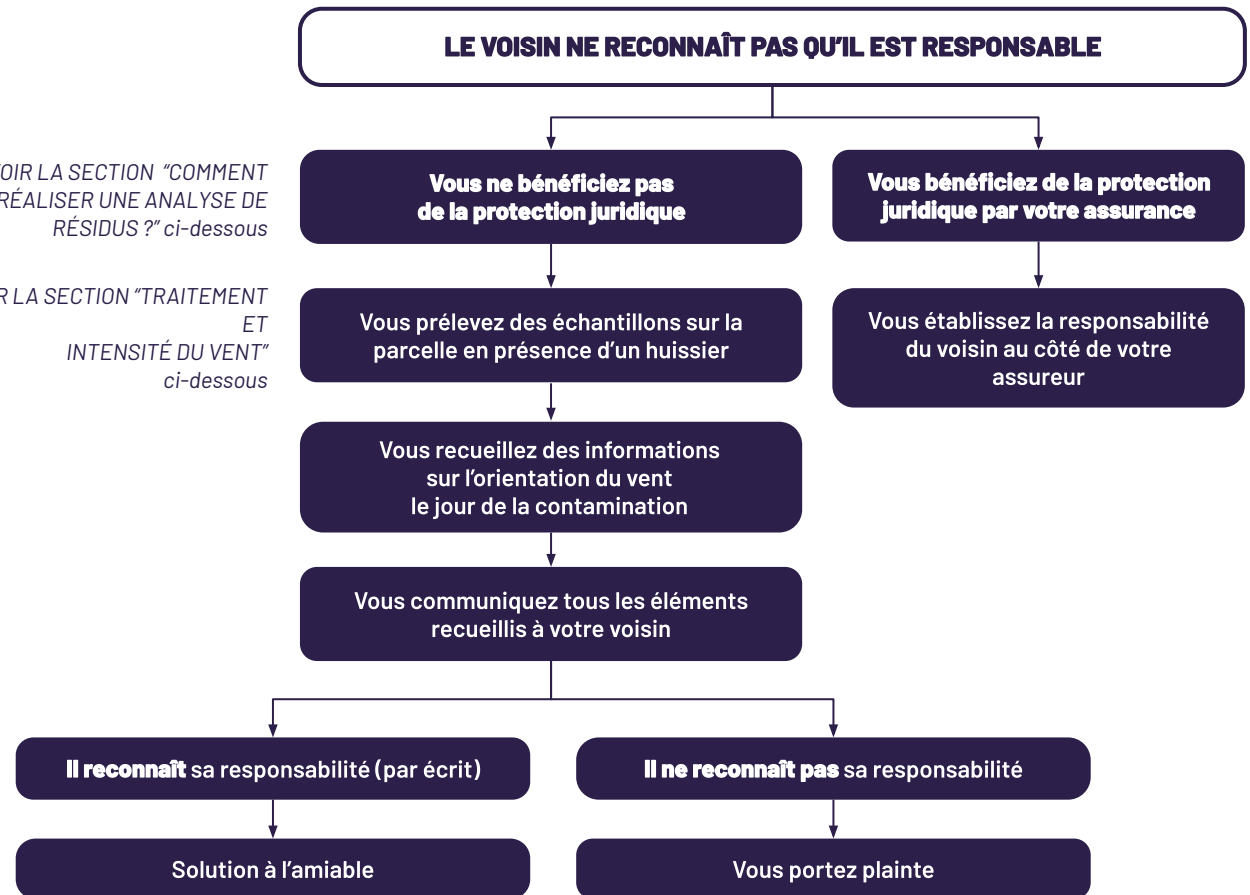 LE VOISIN NE RECONNAÎT PAS QU'IL EST RESPONSABLE
Vous ne bénéficiez pas
de la protection juridique
Vous bénéficiez de la protection
juridique par votre assurance
OIR LA SECTION "COMMENT
RÉALISER UNE ANALYSE DE
RÉSIDUS ?" ci-dessous
Vous prélevez des échantillons sur la
parcelle en présence d'un huissier
Vous établissez la responsabilité
du voisin au côté de votre
assureur
R LA SECTION "TRAITEMENT
ET
INTENSITÉ DU VENT"
ci-dessous
Vous recueillez des informations
sur l'orientation du vent
le jour de la contamination
Vous communiquez tous les éléments
recueillis à votre voisin
Il reconnaît sa responsabilité (par écrit)
Il ne reconnaît pas sa responsabilité
Solution à l'amiable
Vous portez plainte